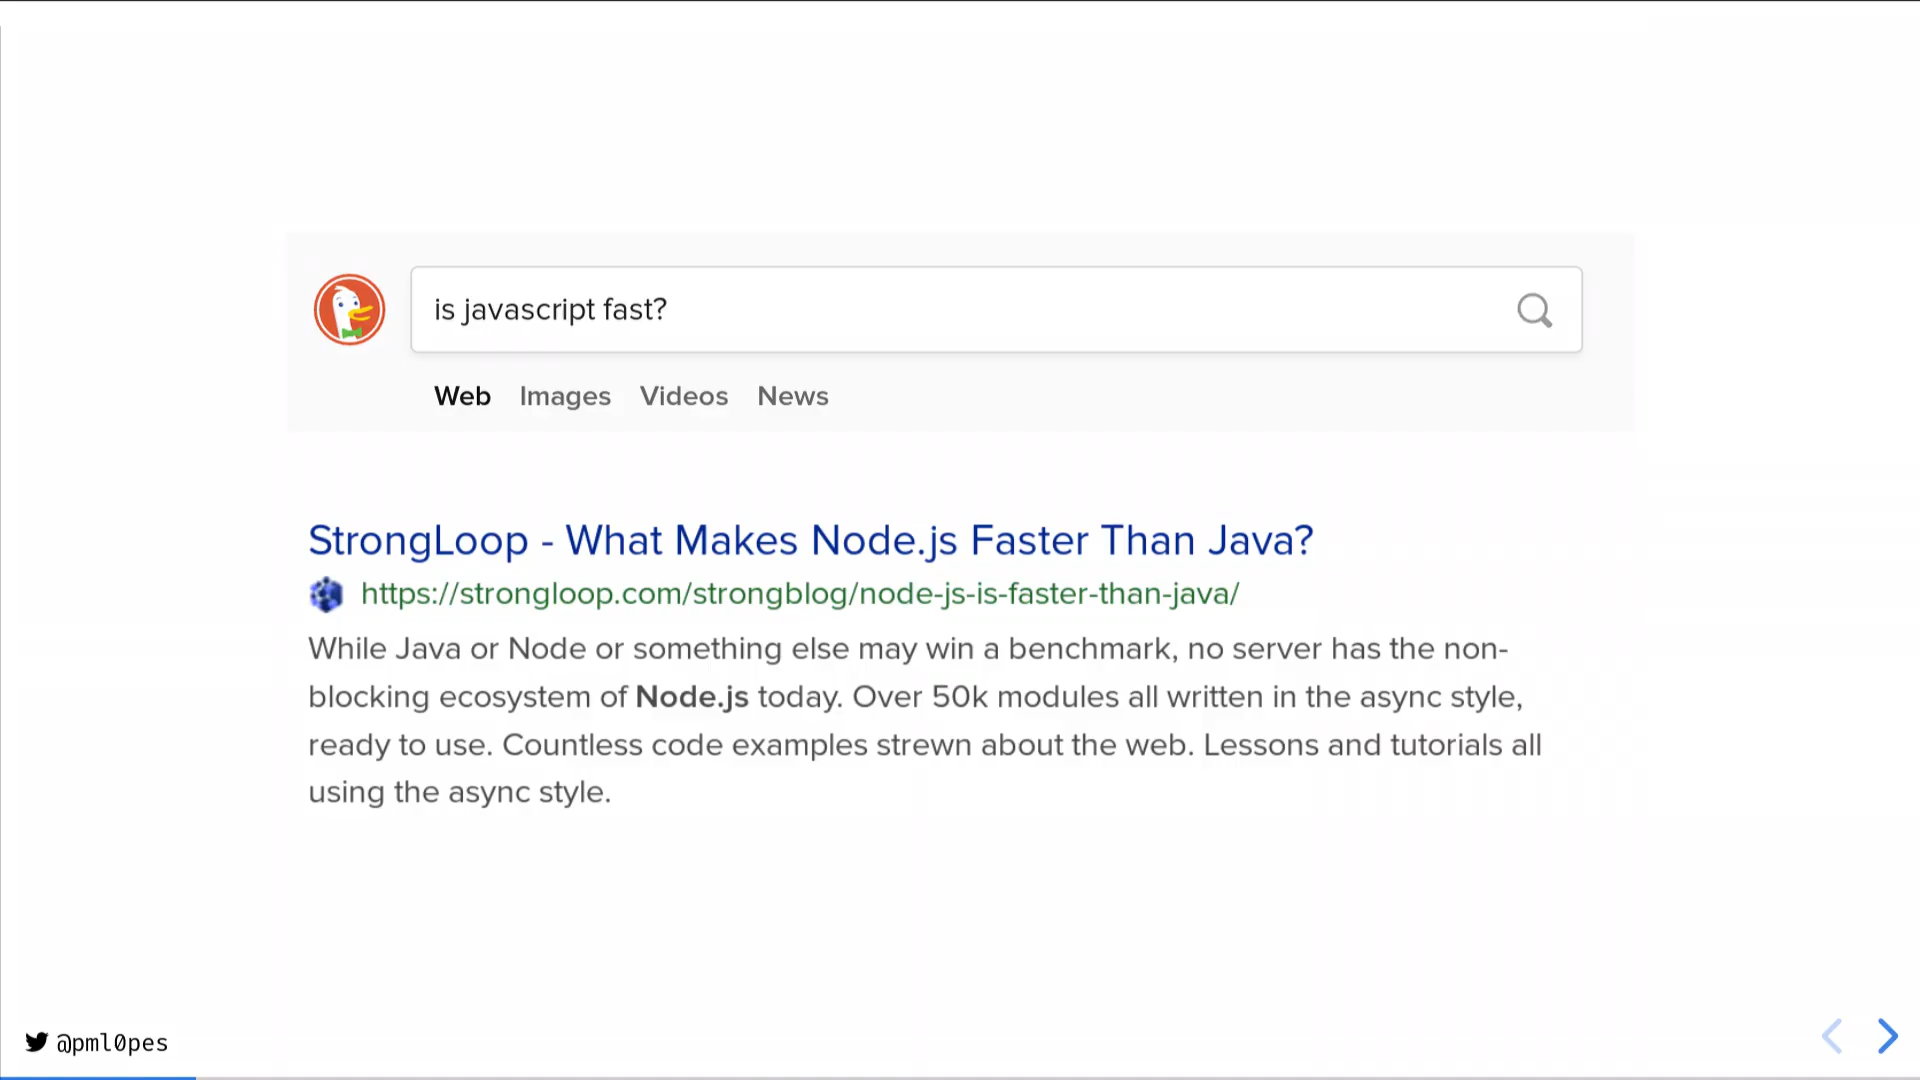 is javascript fast?
Web Images Videos News
StrongLoop - What Makes Node.js Faster Than Java?
https://strongloop.com/strongblog/node-js-is-faster-than-java/
While Java or Node or something else may win a benchmark, no server has the non-
blocking ecosystem of Node.js today. Over 50k modules all written in the async style,
ready to use. Countless code examples strewn about the web. Lessons and tutorials all
using the async style.
@pml0pes